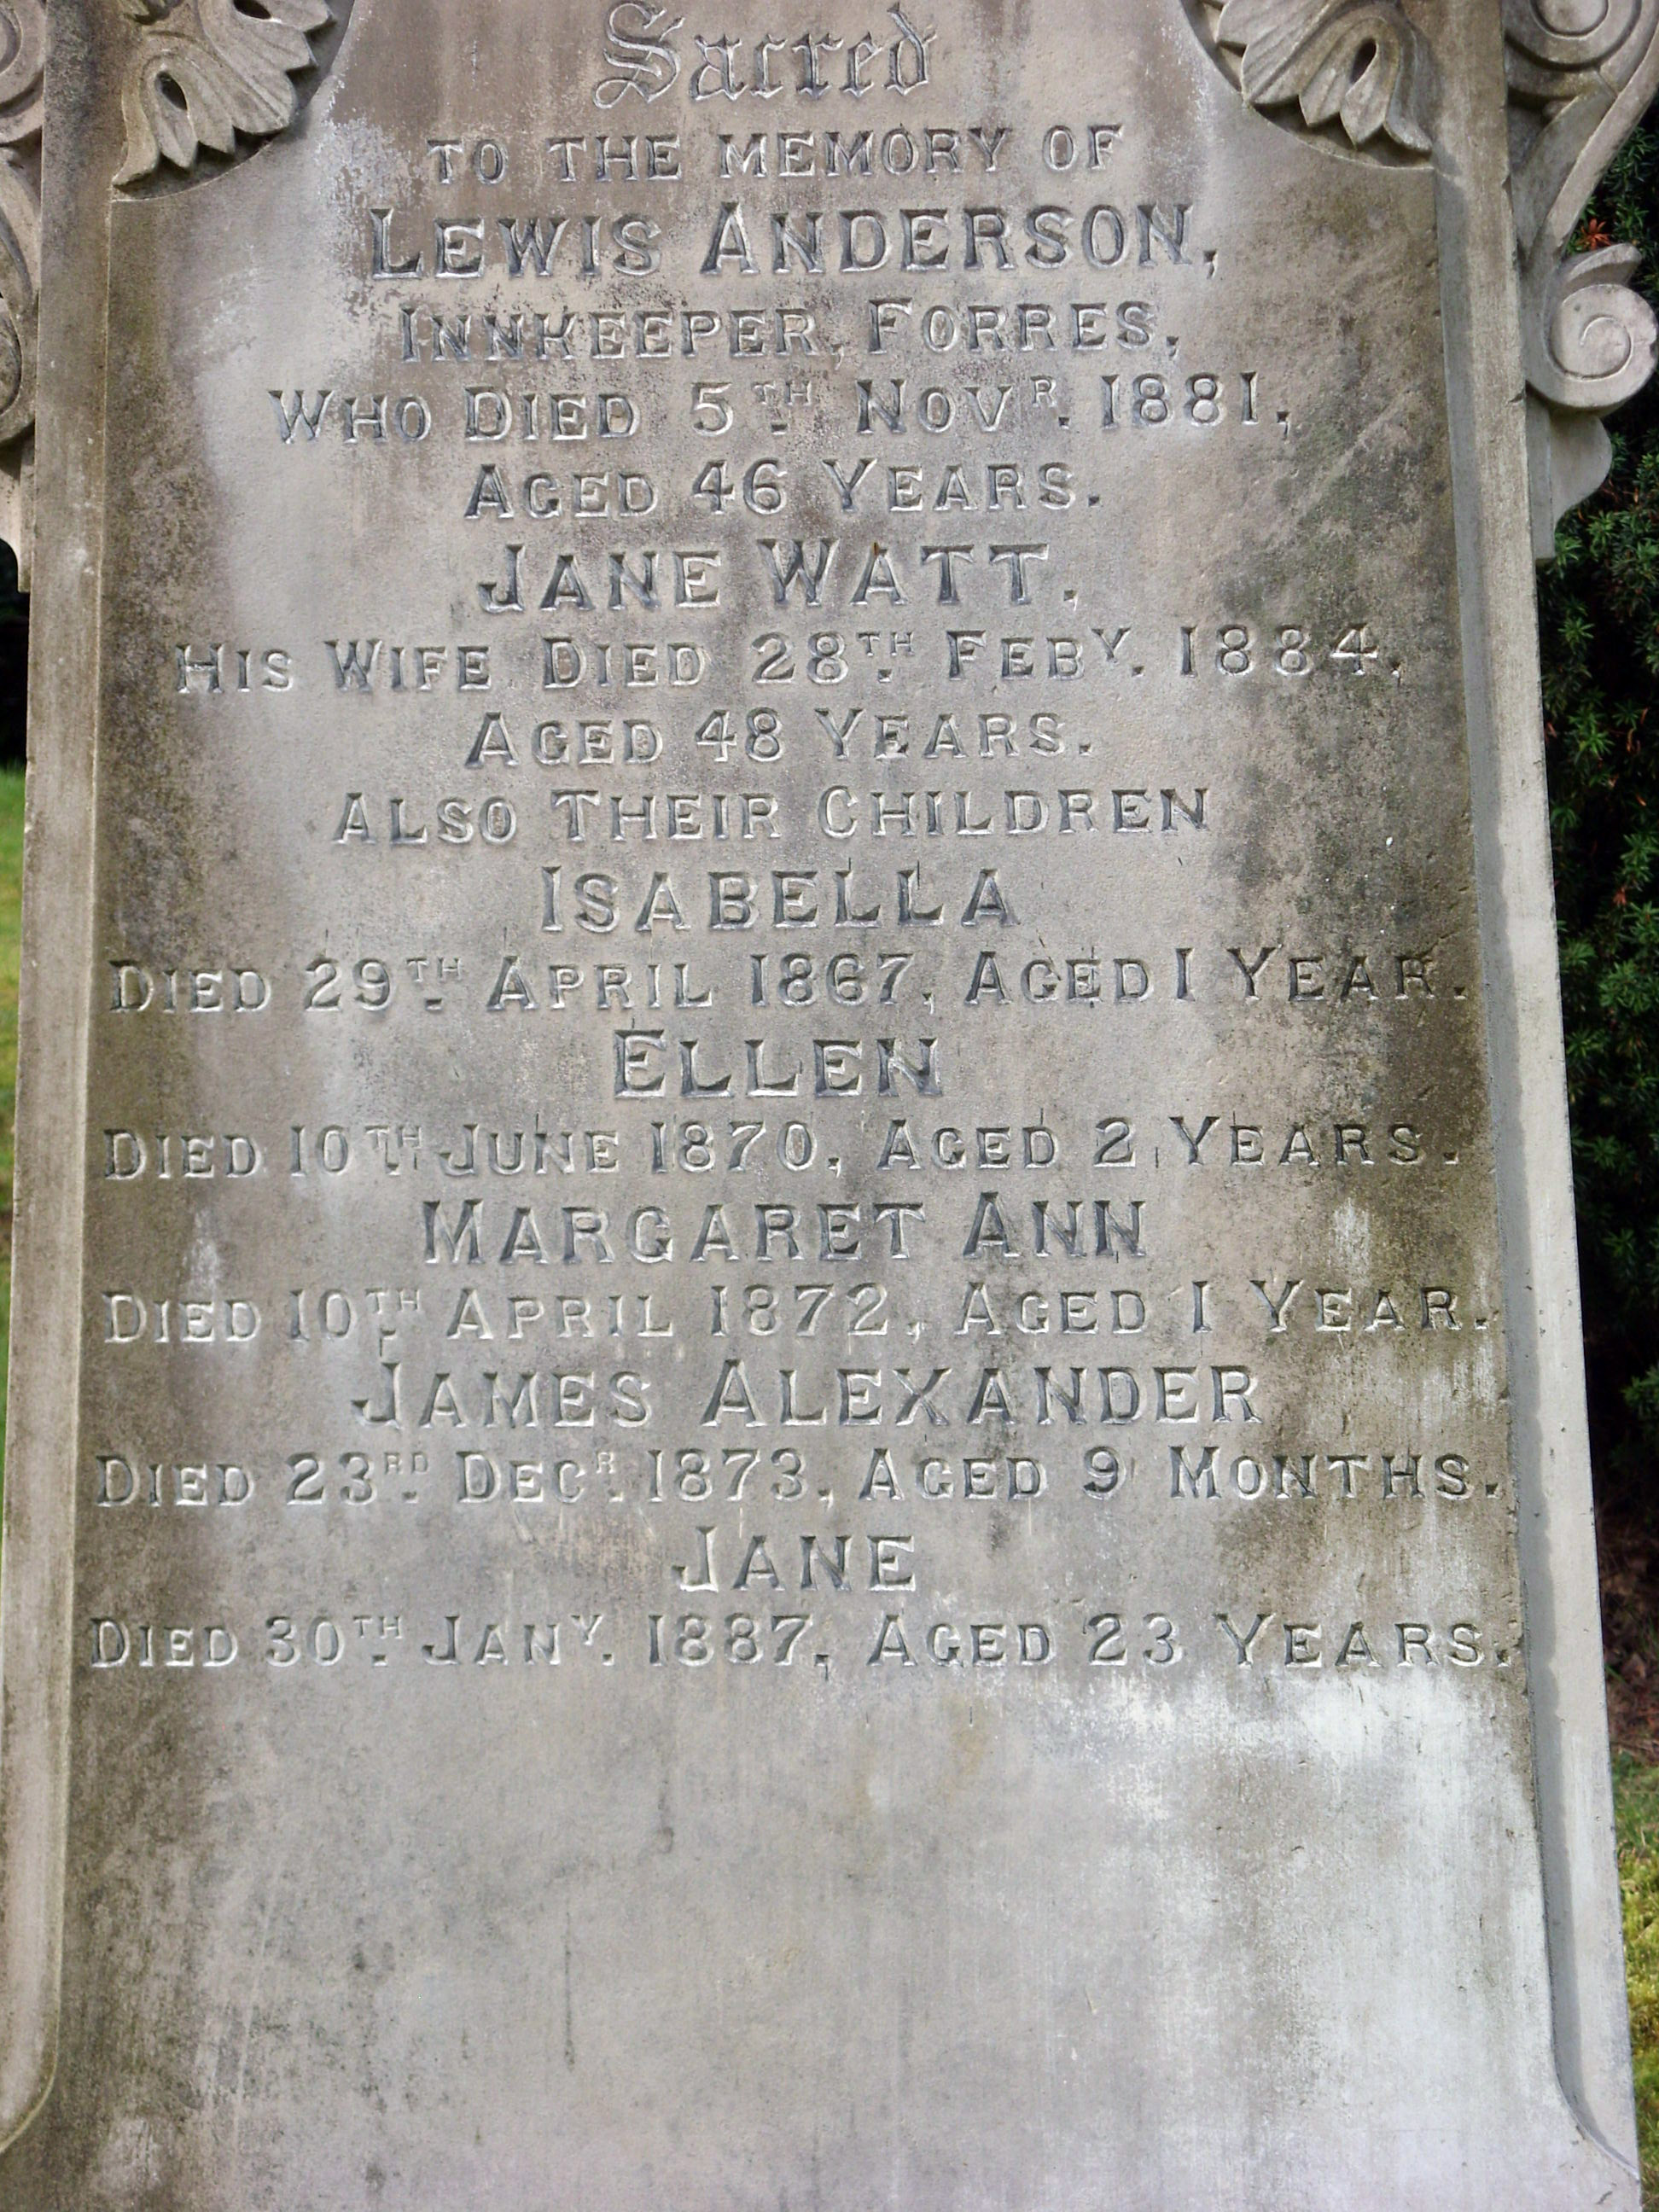 Sacred
TO THE MEMORY OF
LEWIS ANDERSON,
INNKEEPER, FORRES,
WHO DIED 5TH. NOVR. 1881,
AGED 46 YEARS.
JANE WATT.
HIS WIFE DIED 28TH. FEBY. 1884,
AGED 48 YEARS.
ALSO THEIR CHILDREN
ISABELLA
DIED 29TH. APRIL 1867, AGED 1 YEAR.
ELLEN
DIED 10TH. JUNE 1870, AGED 2 YEARS.
MARGARET ANN
DIED 10TH. APRIL 1872, AGED 1 YEAR.
JAMES ALEXANDER
DIED 23RD. DECR. 1873, AGED 9 MONTHS.
JANE
DIED 30TH. JANY. 1887, AGED 23 YEARS.